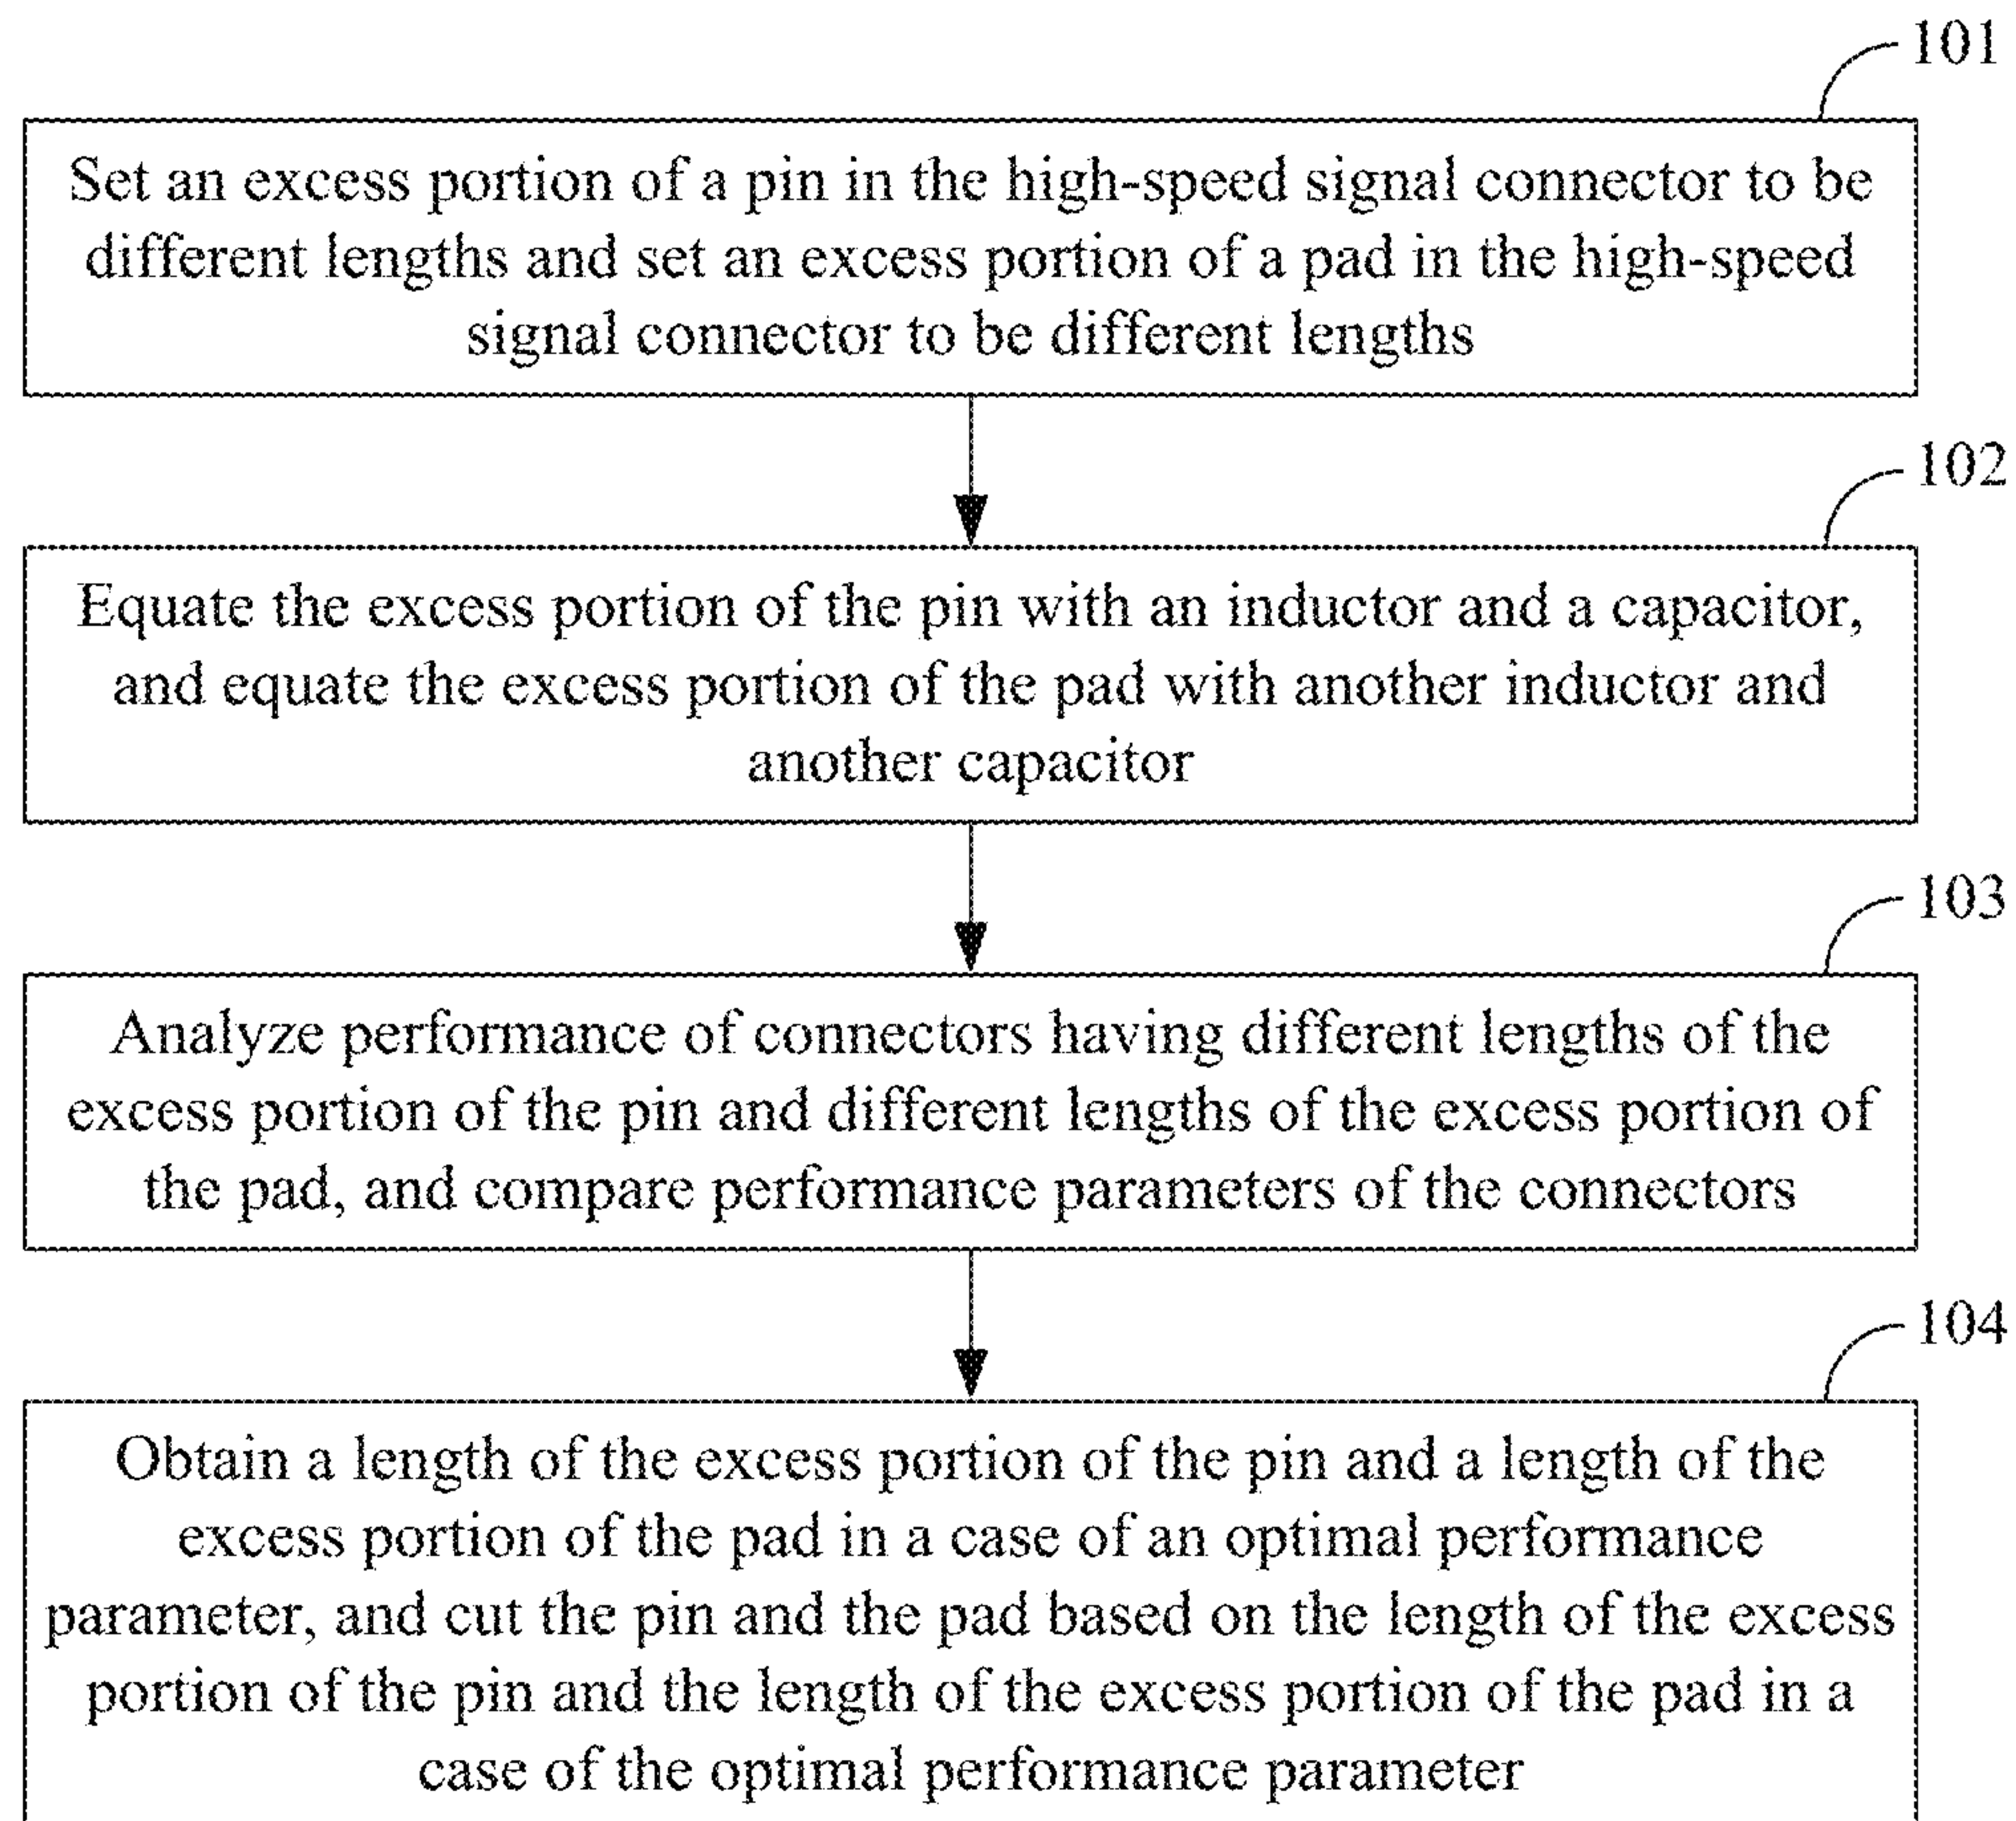 101
Set an excess portion of a pin in the high-speed signal connector to be
different lengths and set an excess portion of a pad in the high-speed
signal connector to be different lengths
102
Equate the excess portion of the pin with an inductor and a capacitor,
and equate the excess portion of the pad with another inductor and
another capacitor
103
Analyze performance of connectors having different lengths of the
excess portion of the pin and different lengths of the excess portion of
the pad, and compare performance parameters of the connectors
104
Obtain a length of the excess portion of the pin and a length of the
excess portion of the pad in a case of an optimal performance
parameter, and cut the pin and the pad based on the length of the excess
portion of the pin and the length of the excess portion of the pad in a
case of the optimal performance parameter